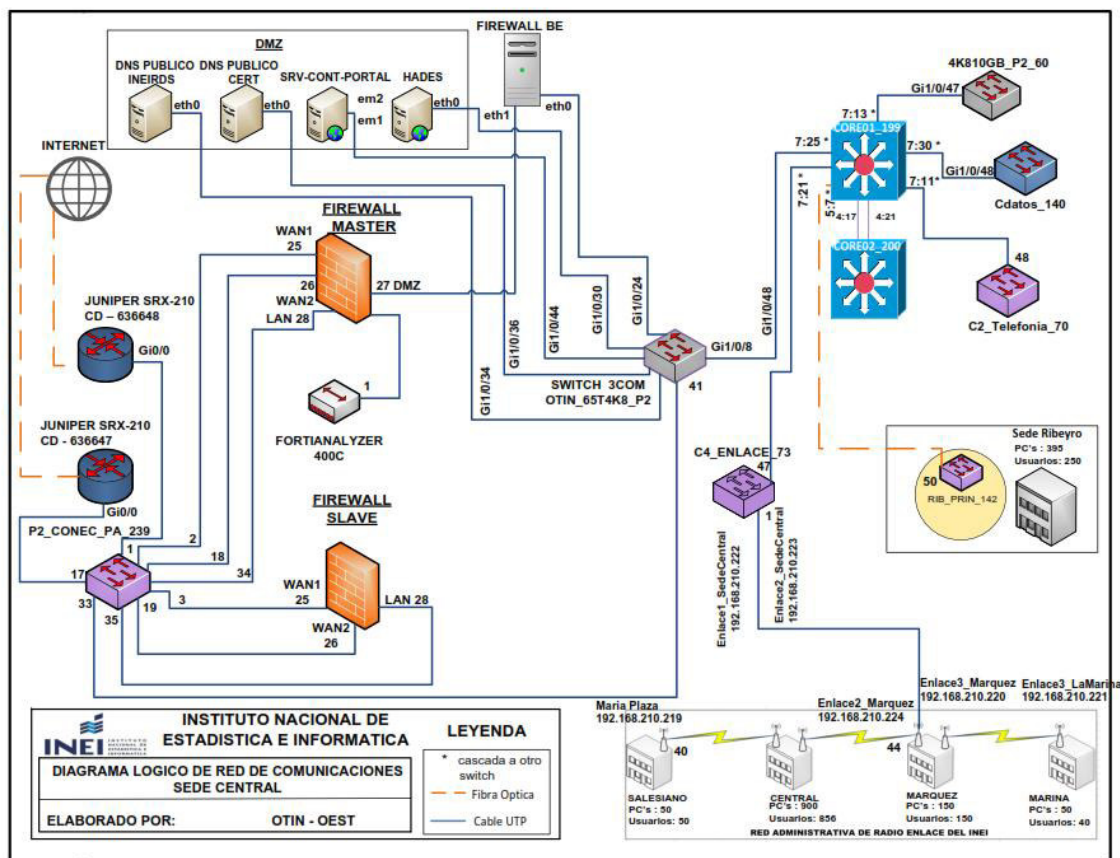 FIREWALL BE
DMZ
DNS PUBLICO
INEIRDS
DNS PUBLICO
CERT
SRV-CONT-PORTAL
HADES
eth0
eth0
em2
em1
eth0
eth1
eth0
INTERNET
FIREWALL
MASTER
WAN1
25
26
WAN2
LAN 28
27 DMZ
JUNIPER SRX-210
CD – 636648
Gi0/0
1
FORTIANALYZER
400C
JUNIPER SRX-210
CD - 636647
Gi0/0
P2_CONEC_PA_239
1
2
18
34
17
3
19
33
35
FIREWALL
SLAVE
WAN1
25
LAN 28
WAN2
26
Gi1/0/34
Gi1/0/36
Gi1/0/44
Gi1/0/30
Gi1/0/24
SWITCH 3COM
OTIN_65T4K8_P2
41
Gi1/0/8
Gi1/0/48
4K810GB_P2_60
Gi1/0/47
7:13 *
CORE01_199
7:25 *
7:30 *
7:21 *
5:7 *
7:11*
Gi1/0/48
Cdatos_140
4:17
4:21
CORE02_200
48
C2_Telefonia_70
C4_ENLACE_73
47
1
Enlace1_SedeCentral
192.168.210.222
Enlace2_SedeCentral
192.168.210.223
Sede Ribeyro
PC's : 395
Usuarios: 250
50
RIB_PRIN_142
Maria Plaza
192.168.210.219
Enlace2_Marquez
192.168.210.224
Enlace3_Marquez
192.168.210.220
Enlace3_LaMarina
192.168.210.221
40
44
SALESIANO
PC's : 50
Usuarios: 50
CENTRAL
PC's : 900
Usuarios: 856
MARQUEZ
PC's : 150
Usuarios: 150
MARINA
PC's : 50
Usuarios: 40
RED ADMINISTRATIVA DE RADIO ENLACE DEL INEI
INEI
INSTITUTO
NACIONAL DE
ESTADISTICA E
INFORMATICA
INSTITUTO NACIONAL DE
ESTADISTICA E INFORMATICA
DIAGRAMA LOGICO DE RED DE COMUNICACIONES
SEDE CENTRAL
ELABORADO POR: OTIN - OEST
LEYENDA
* cascada a otro
switch
Fibra Optica
Cable UTP